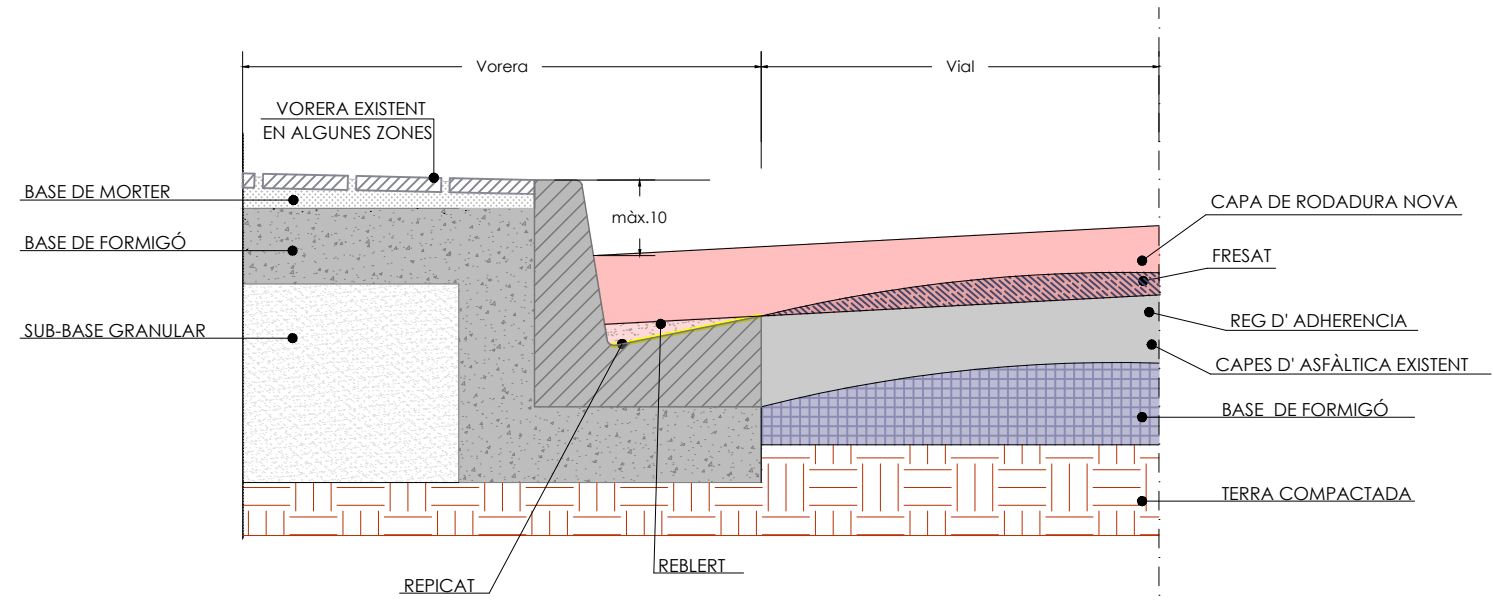 Vorera
Vial
VORERA EXISTENT
EN ALGUNES ZONES
BASE DE MORTER
BASE DE FORMIGÓ
SUB-BASE GRANULAR
màx.10
CAPA DE RODADURA NOVA
FRESAT
REG D' ADHERENCIA
CAPES D' ASFÀLTICA EXISTENT
BASE DE FORMIGÓ
TERRA COMPACTADA
REBLERT
REPICAT